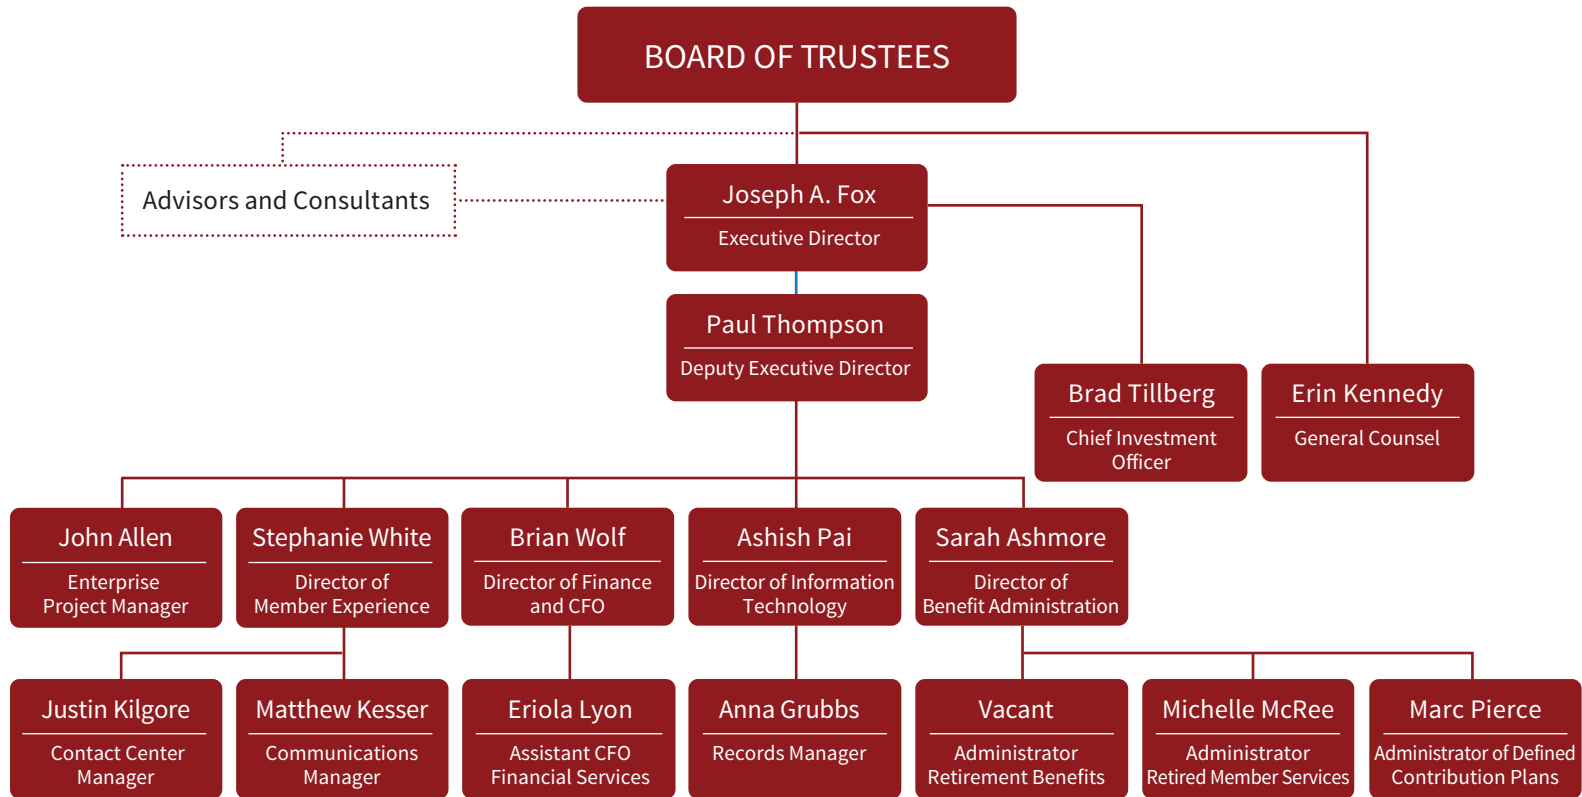 BOARD OF TRUSTEES
Advisors and Consultants
Joseph A. Fox
Executive Director
Paul Thompson
Deputy Executive Director
Brad Tillberg
Chief Investment
Officer
Erin Kennedy
General Counsel
John Allen
Enterprise
Project Manager
Stephanie White
Director of
Member Experience
Brian Wolf
Director of Finance
and CFO
Ashish Pai
Director of Information
Technology
Sarah Ashmore
Director of
Benefit Administration
Justin Kilgore
Contact Center
Manager
Matthew Kesser
Communications
Manager
Eriola Lyon
Assistant CFO
Financial Services
Anna Grubbs
Records Manager
Vacant
Administrator
Retirement Benefits
Michelle McRee
Administrator
Retired Member Services
Marc Pierce
Administrator of Defined
Contribution Plans